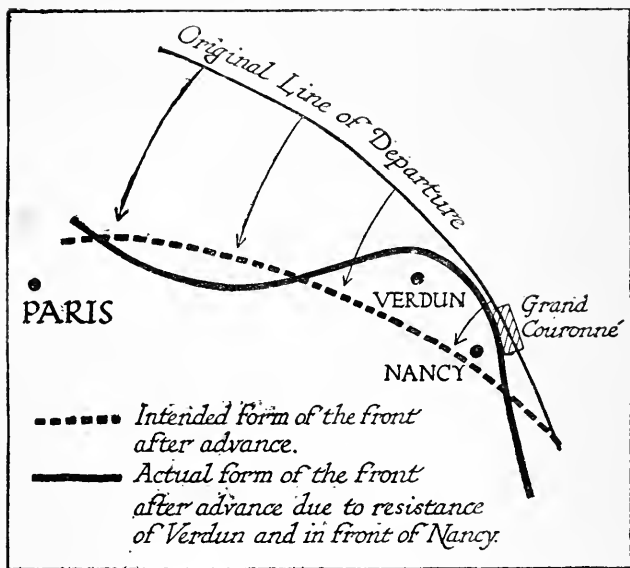 Original Line of Departure
PARIS
VERDUN
NANCY
Grand
Couronné
Intended form of the front
after advance.
Actual form of the front
after advance due to resistance
of Verdun and in front of Nancy.